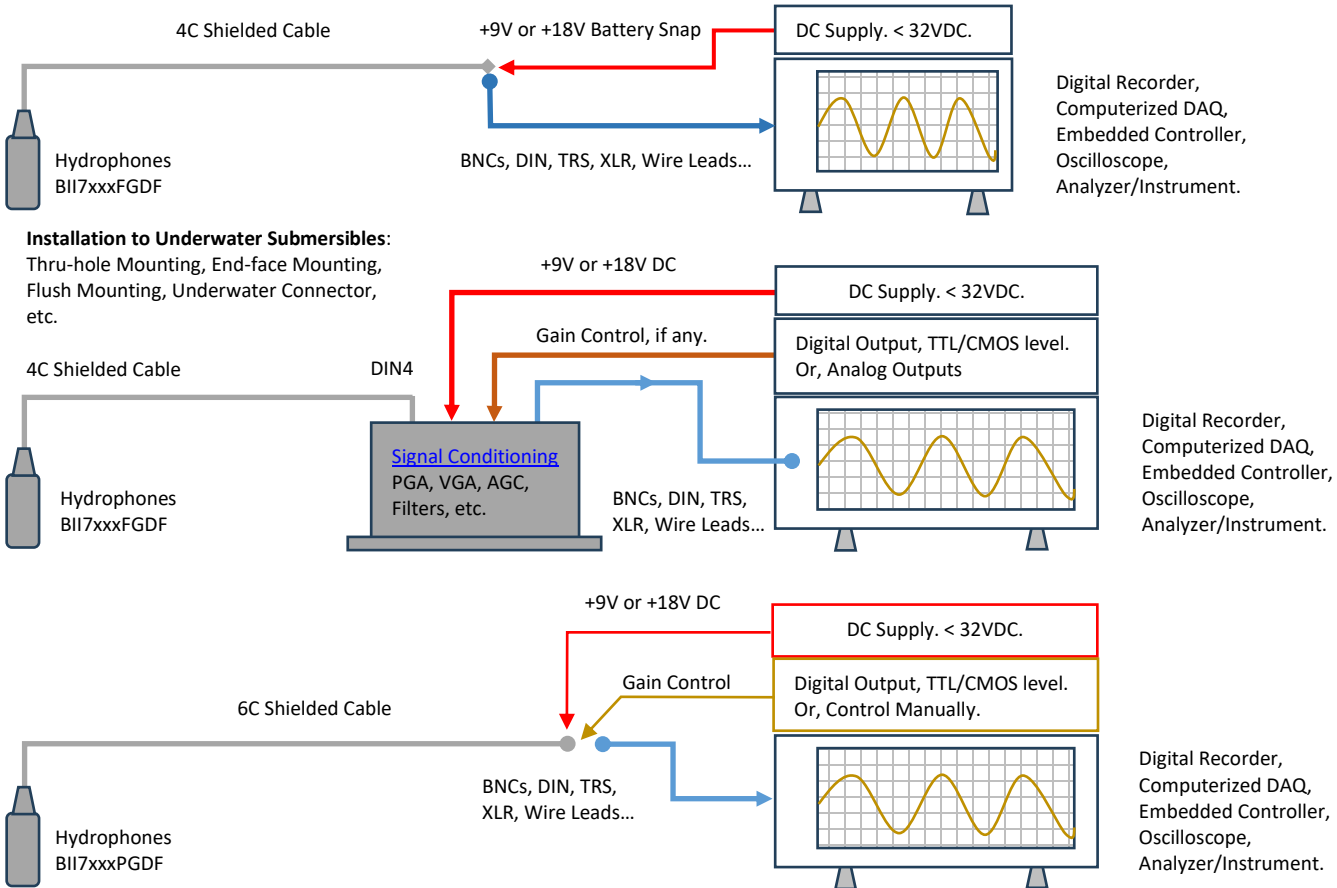 4C Shielded Cable
+9V or +18V Battery Snap
DC Supply. < 32VDC.
Hydrophones
BII7xxxFGDF
BNCs, DIN, TRS, XLR, Wire Leads...
Digital Recorder,
Computerized DAQ,
Embedded Controller,
Oscilloscope,
Analyzer/Instrument.
Installation to Underwater Submersibles:
Thru-hole Mounting, End-face Mounting,
Flush Mounting, Underwater Connector,
etc.
+9V or +18V DC
DC Supply. < 32VDC.
Gain Control, if any.
Digital Output, TTL/CMOS level.
Or, Analog Outputs
4C Shielded Cable
DIN4
Signal Conditioning
PGA, VGA, AGC,
Filters, etc.
Hydrophones
BII7xxxFGDF
BNCs, DIN, TRS,
XLR, Wire Leads...
Digital Recorder,
Computerized DAQ,
Embedded Controller,
Oscilloscope,
Analyzer/Instrument.
+9V or +18V DC
DC Supply. < 32VDC.
Gain Control
Digital Output, TTL/CMOS level.
Or, Control Manually.
6C Shielded Cable
BNCs, DIN, TRS,
XLR, Wire Leads...
Hydrophones
BII7xxxPGDF
Digital Recorder,
Computerized DAQ,
Embedded Controller,
Oscilloscope,
Analyzer/Instrument.